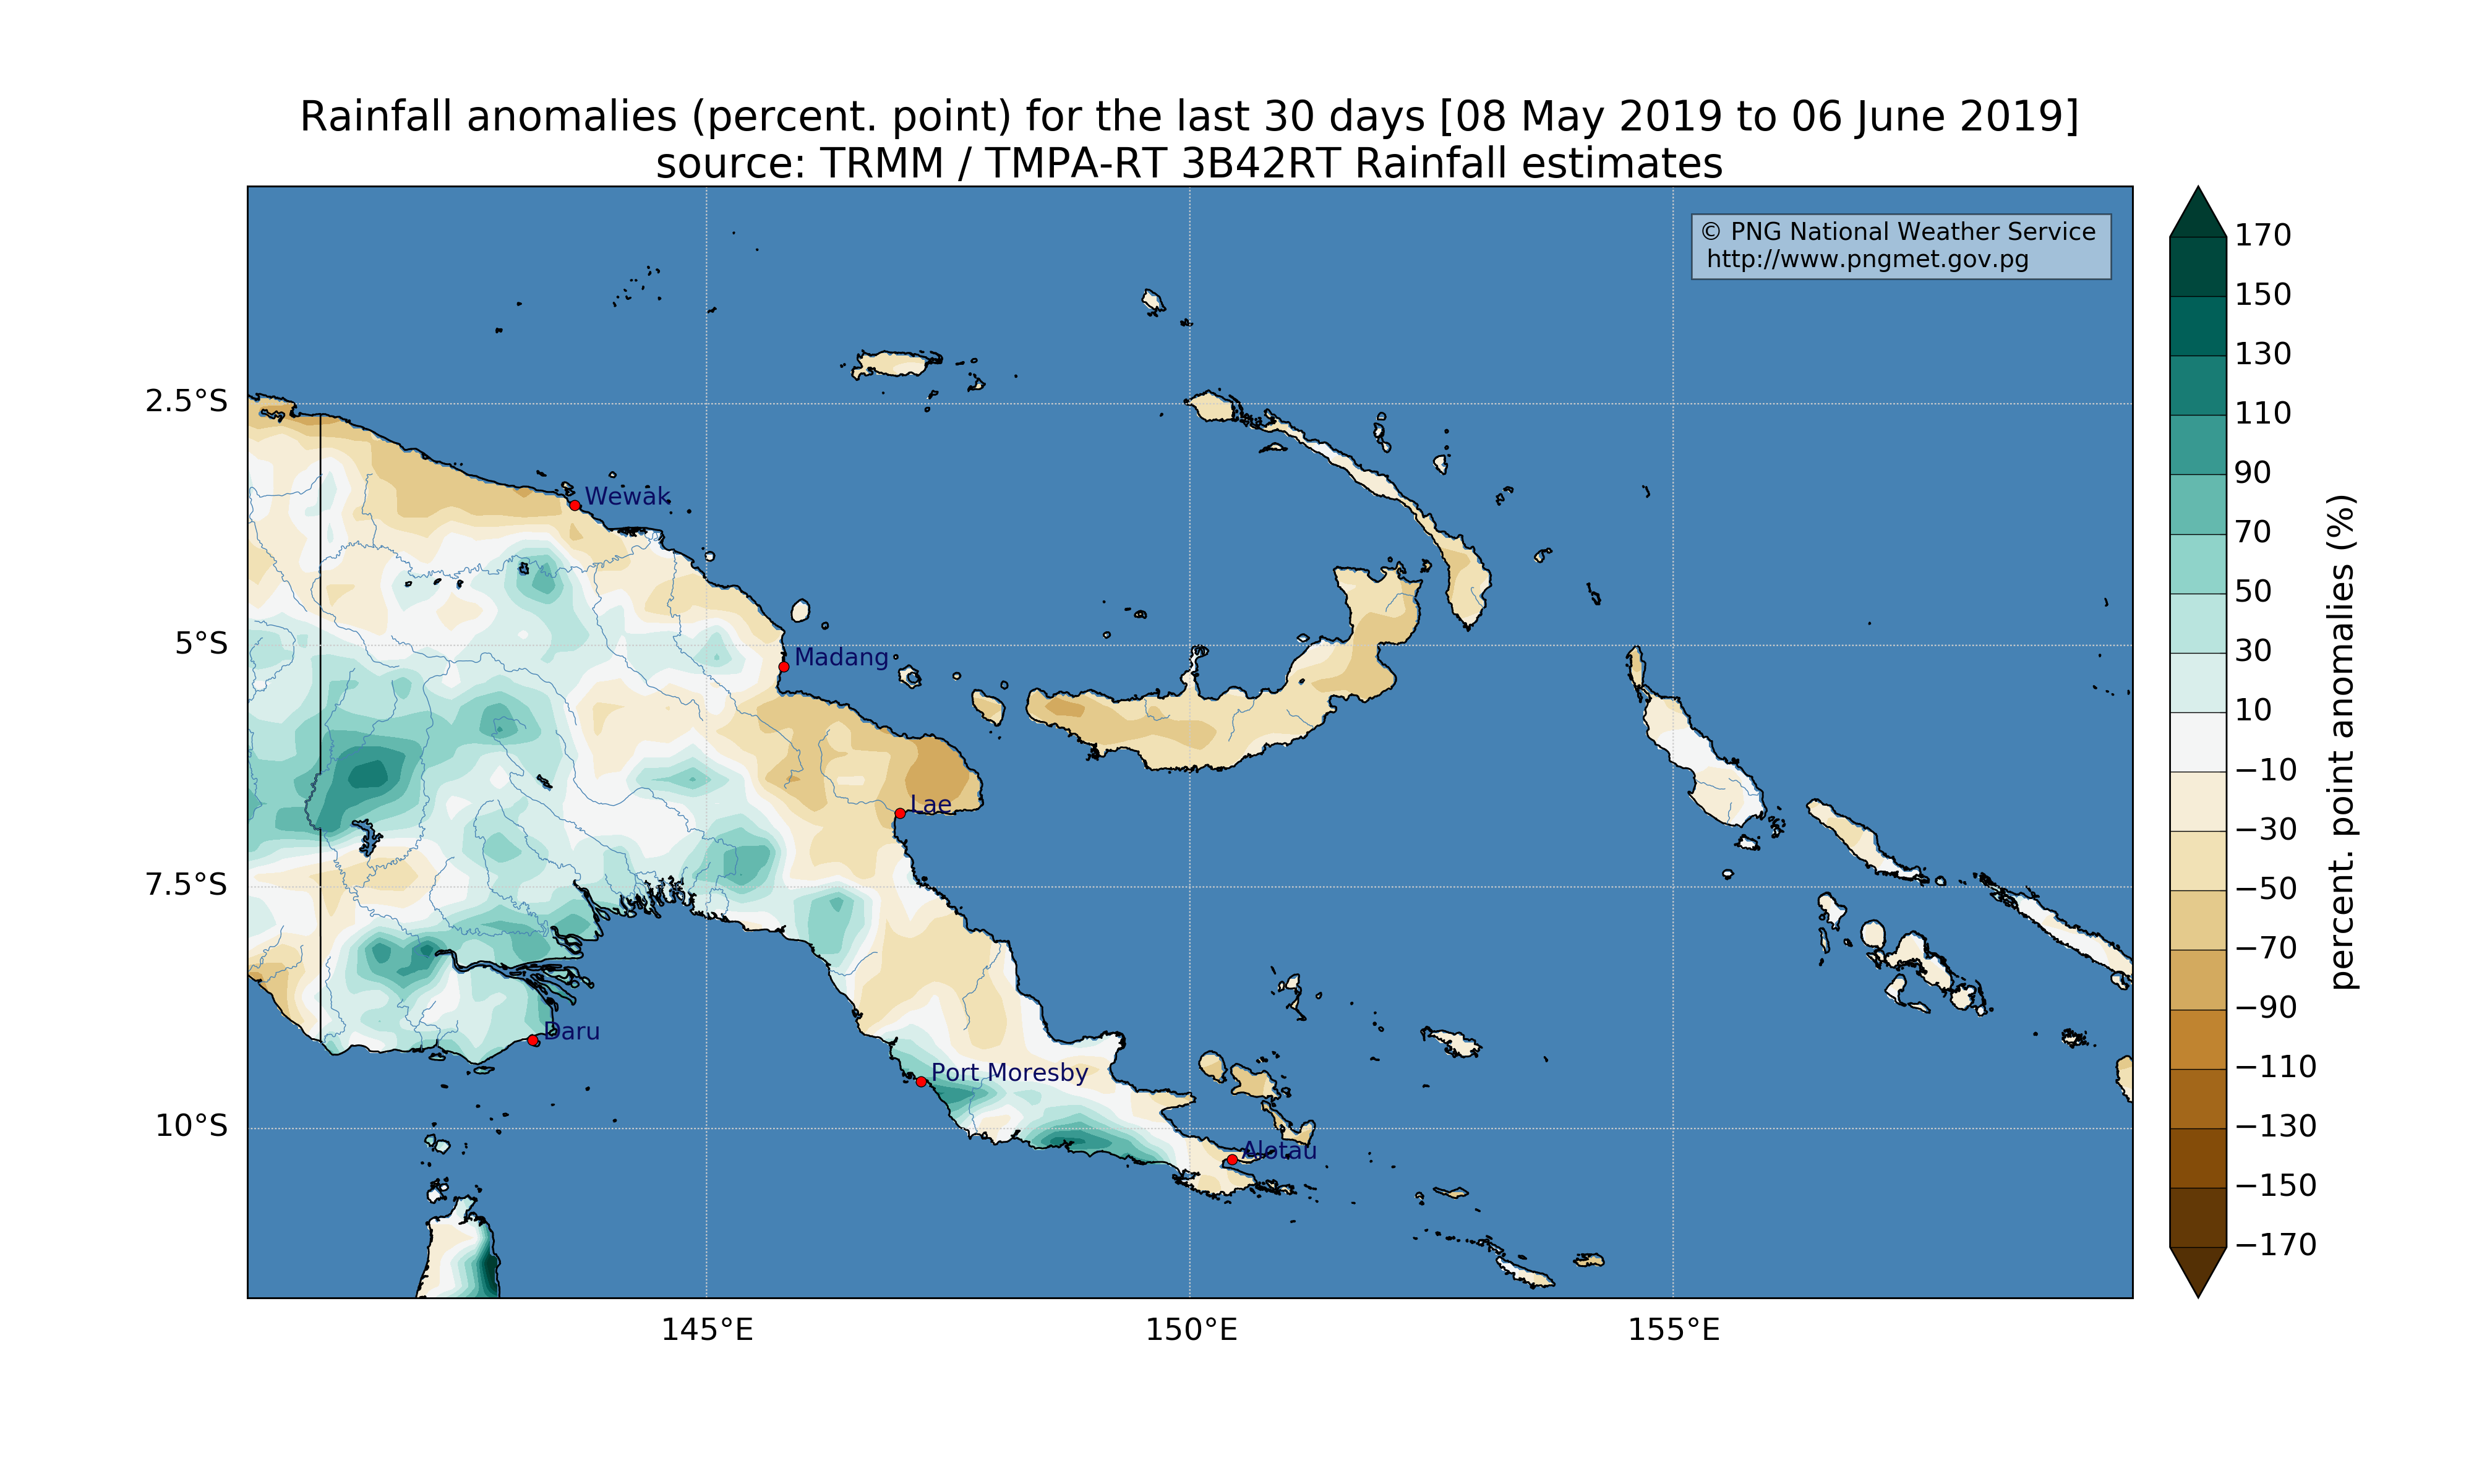 Rainfall anomalies (percent. point) for the last 30 days [08 May 2019 to 06 June 2019]
source: TRMM / TMPA-RT 3B42RT Rainfall estimates
© PNG National Weather Service
http://www.pngmet.gov.pg
2.5°S
5°S
7.5°S
10°S
145°E
150°E
155°E
Wewak
Madang
Lae
Daru
Port Moresby
Alotau
170
150
130
110
90
70
50
30
10
−10
−30
−50
−70
−90
−110
−130
−150
−170
percent. point anomalies (%)